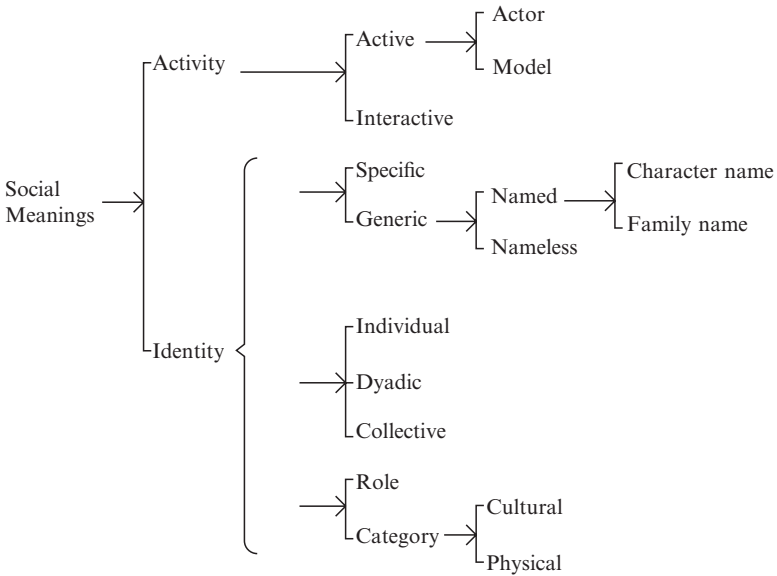 Social
Meanings
Activity
Active
Actor
Model
Interactive
Identity
Specific
Generic
Named
Character name
Family name
Nameless
Individual
Dyadic
Collective
Role
Category
Cultural
Physical